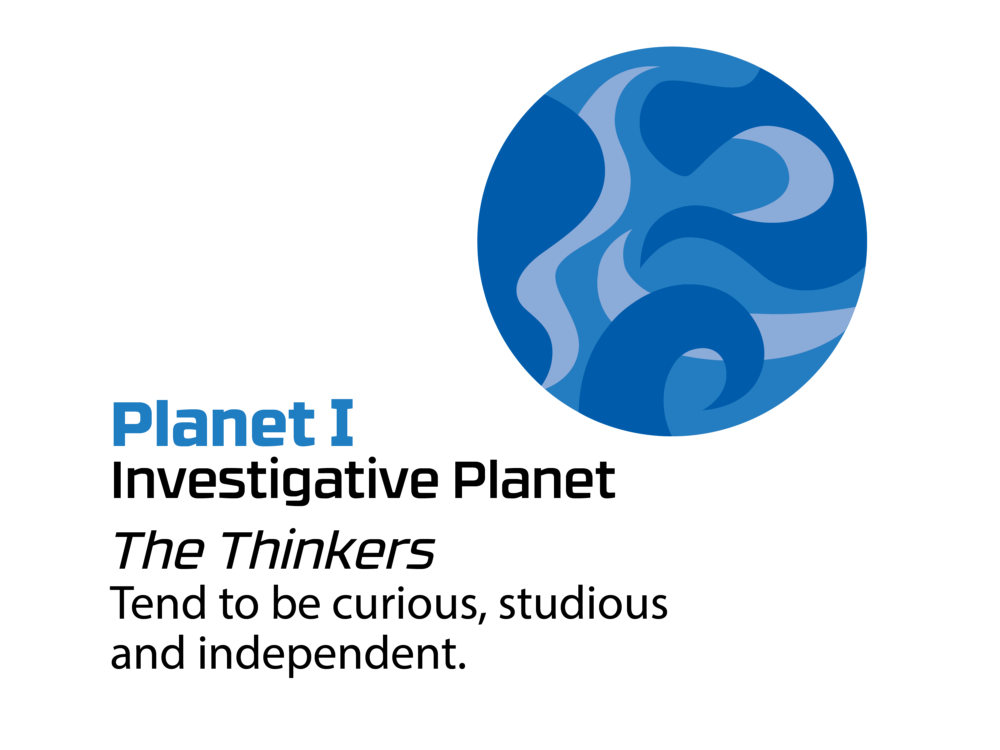 Planet I
Investigative Planet
The Thinkers
Tend to be curious, studious
and independent.